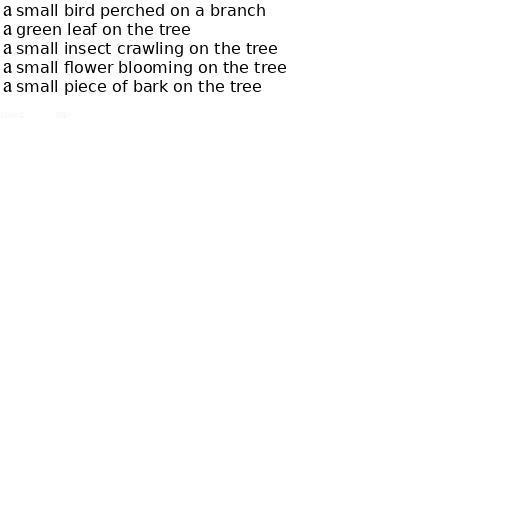 a small bird perched on a branch
a green leaf on the tree
a small insect crawling on the tree
a small flower blooming on the tree
a small piece of bark on the tree